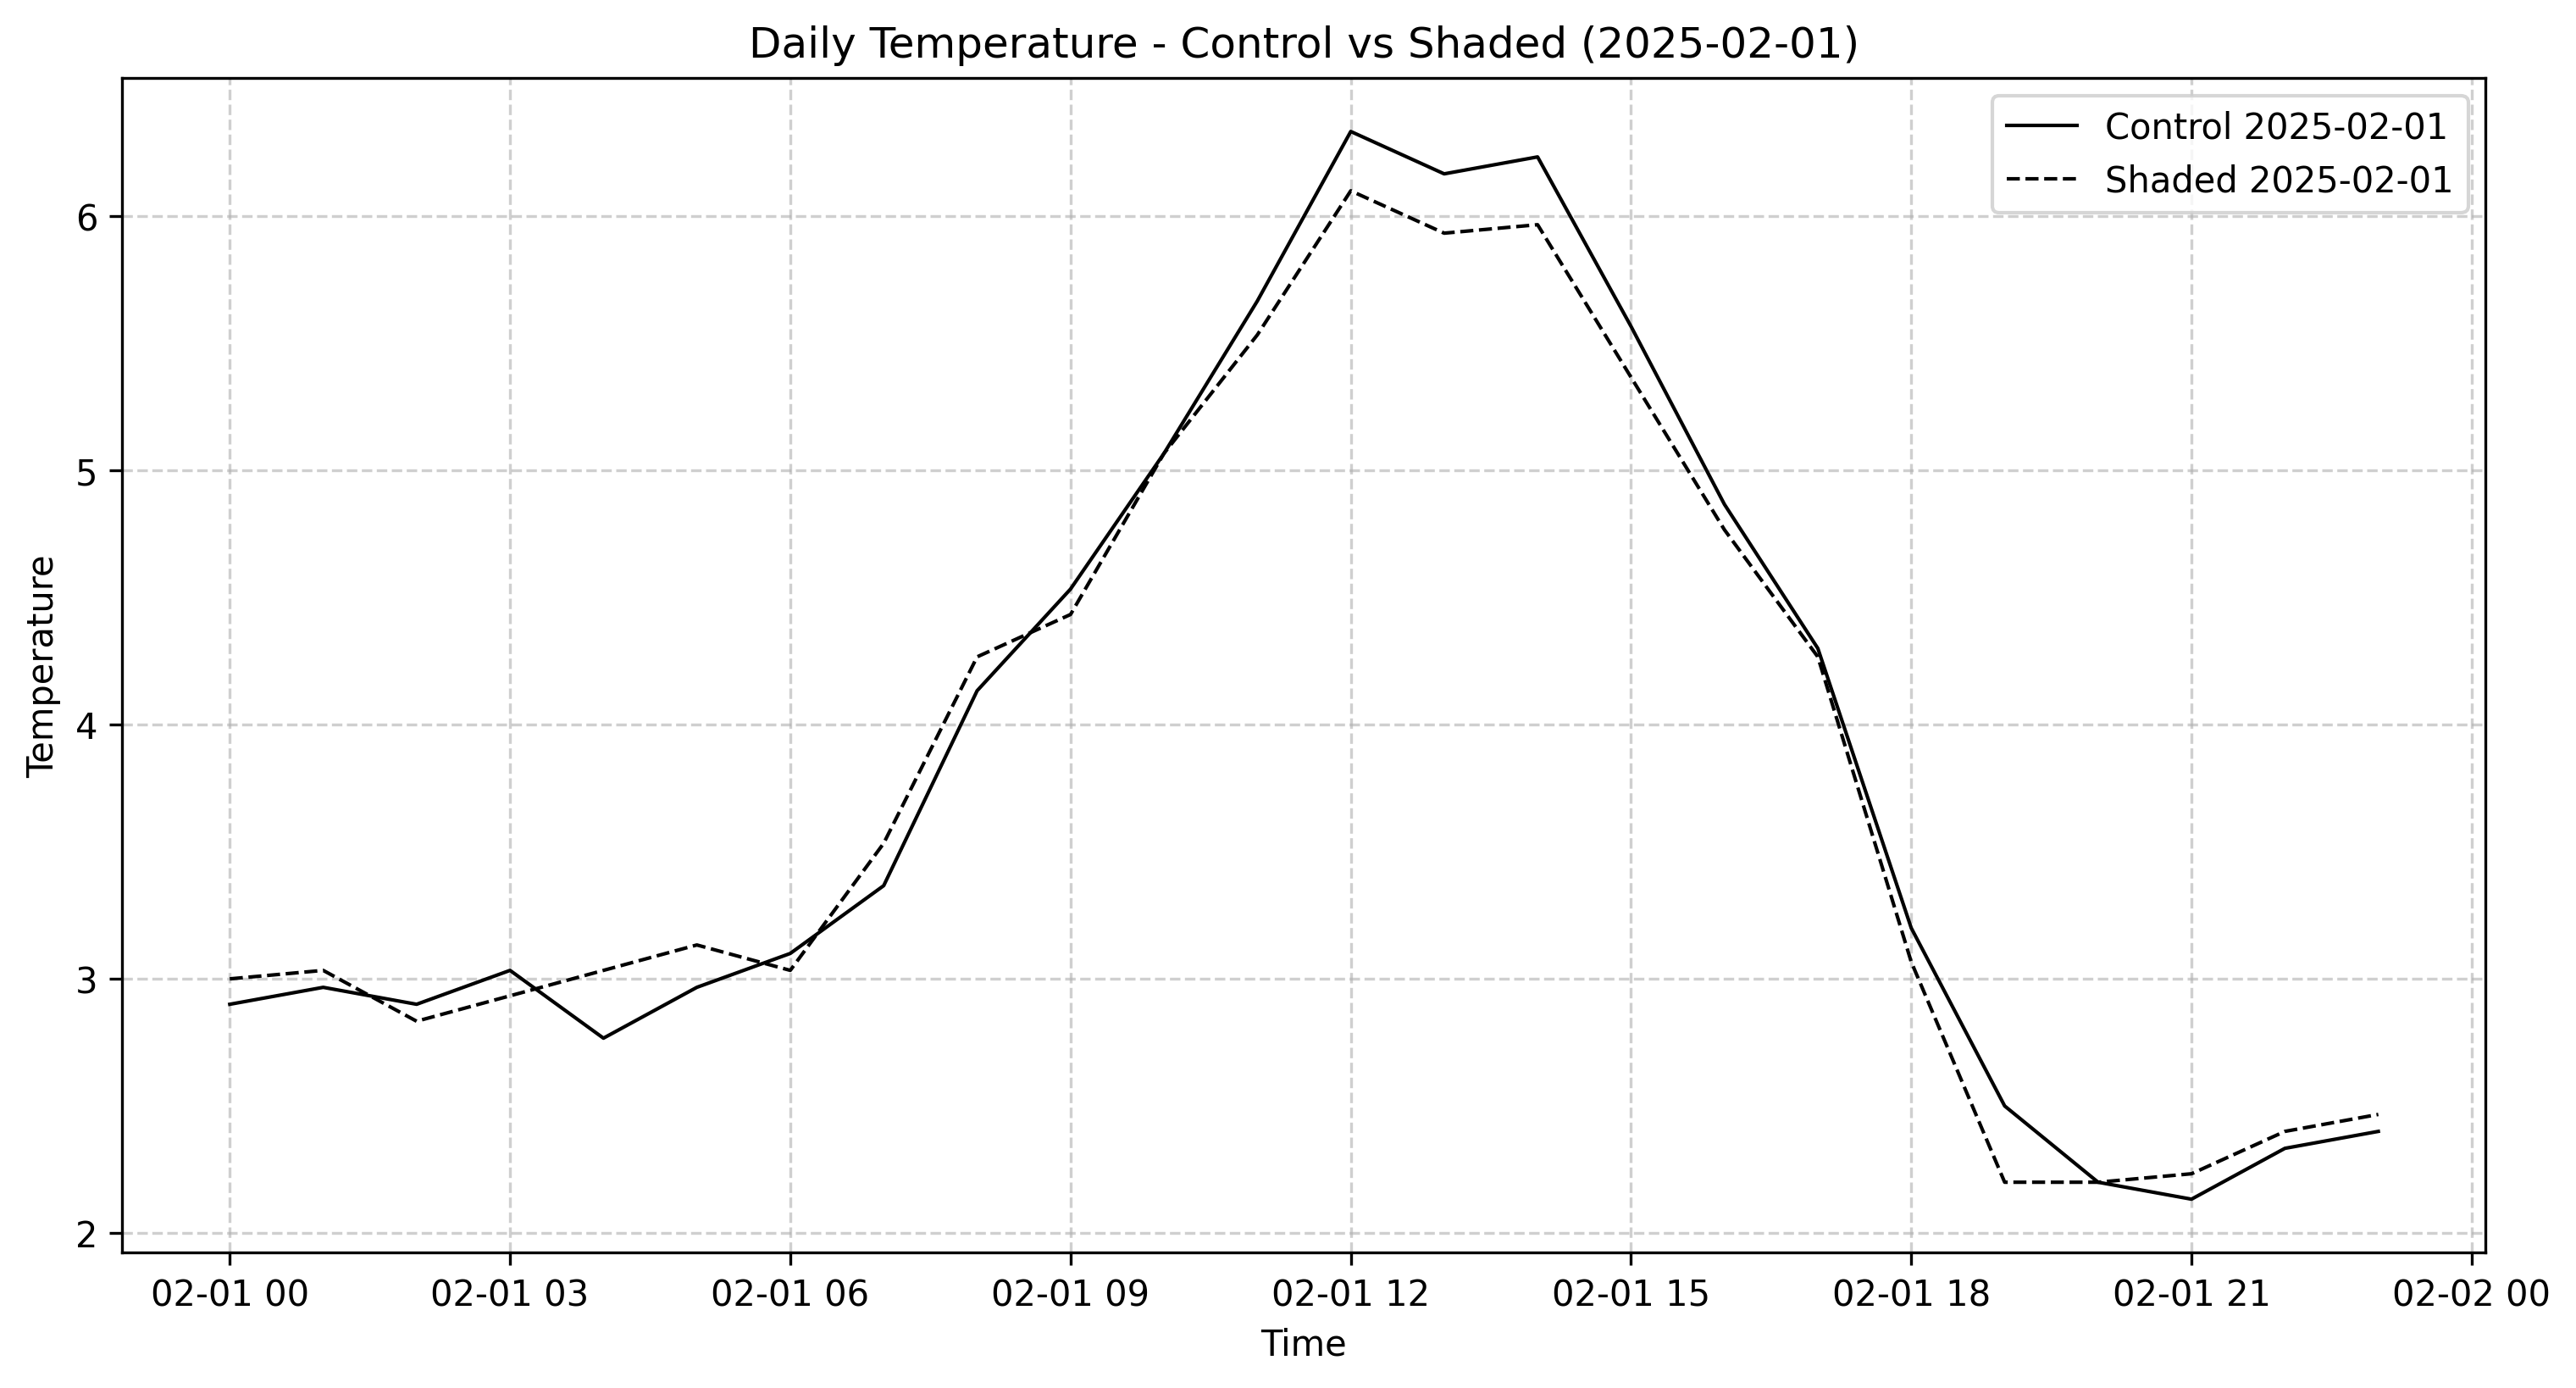 Daily Temperature - Control vs Shaded (2025-02-01)
Control 2025-02-01
Shaded 2025-02-01
Temperature
6
5
4
3
2
02-01 00 02-01 03 02-01 06 02-01 09 02-01 12 02-01 15 02-01 18 02-01 21 02-02 00
Time